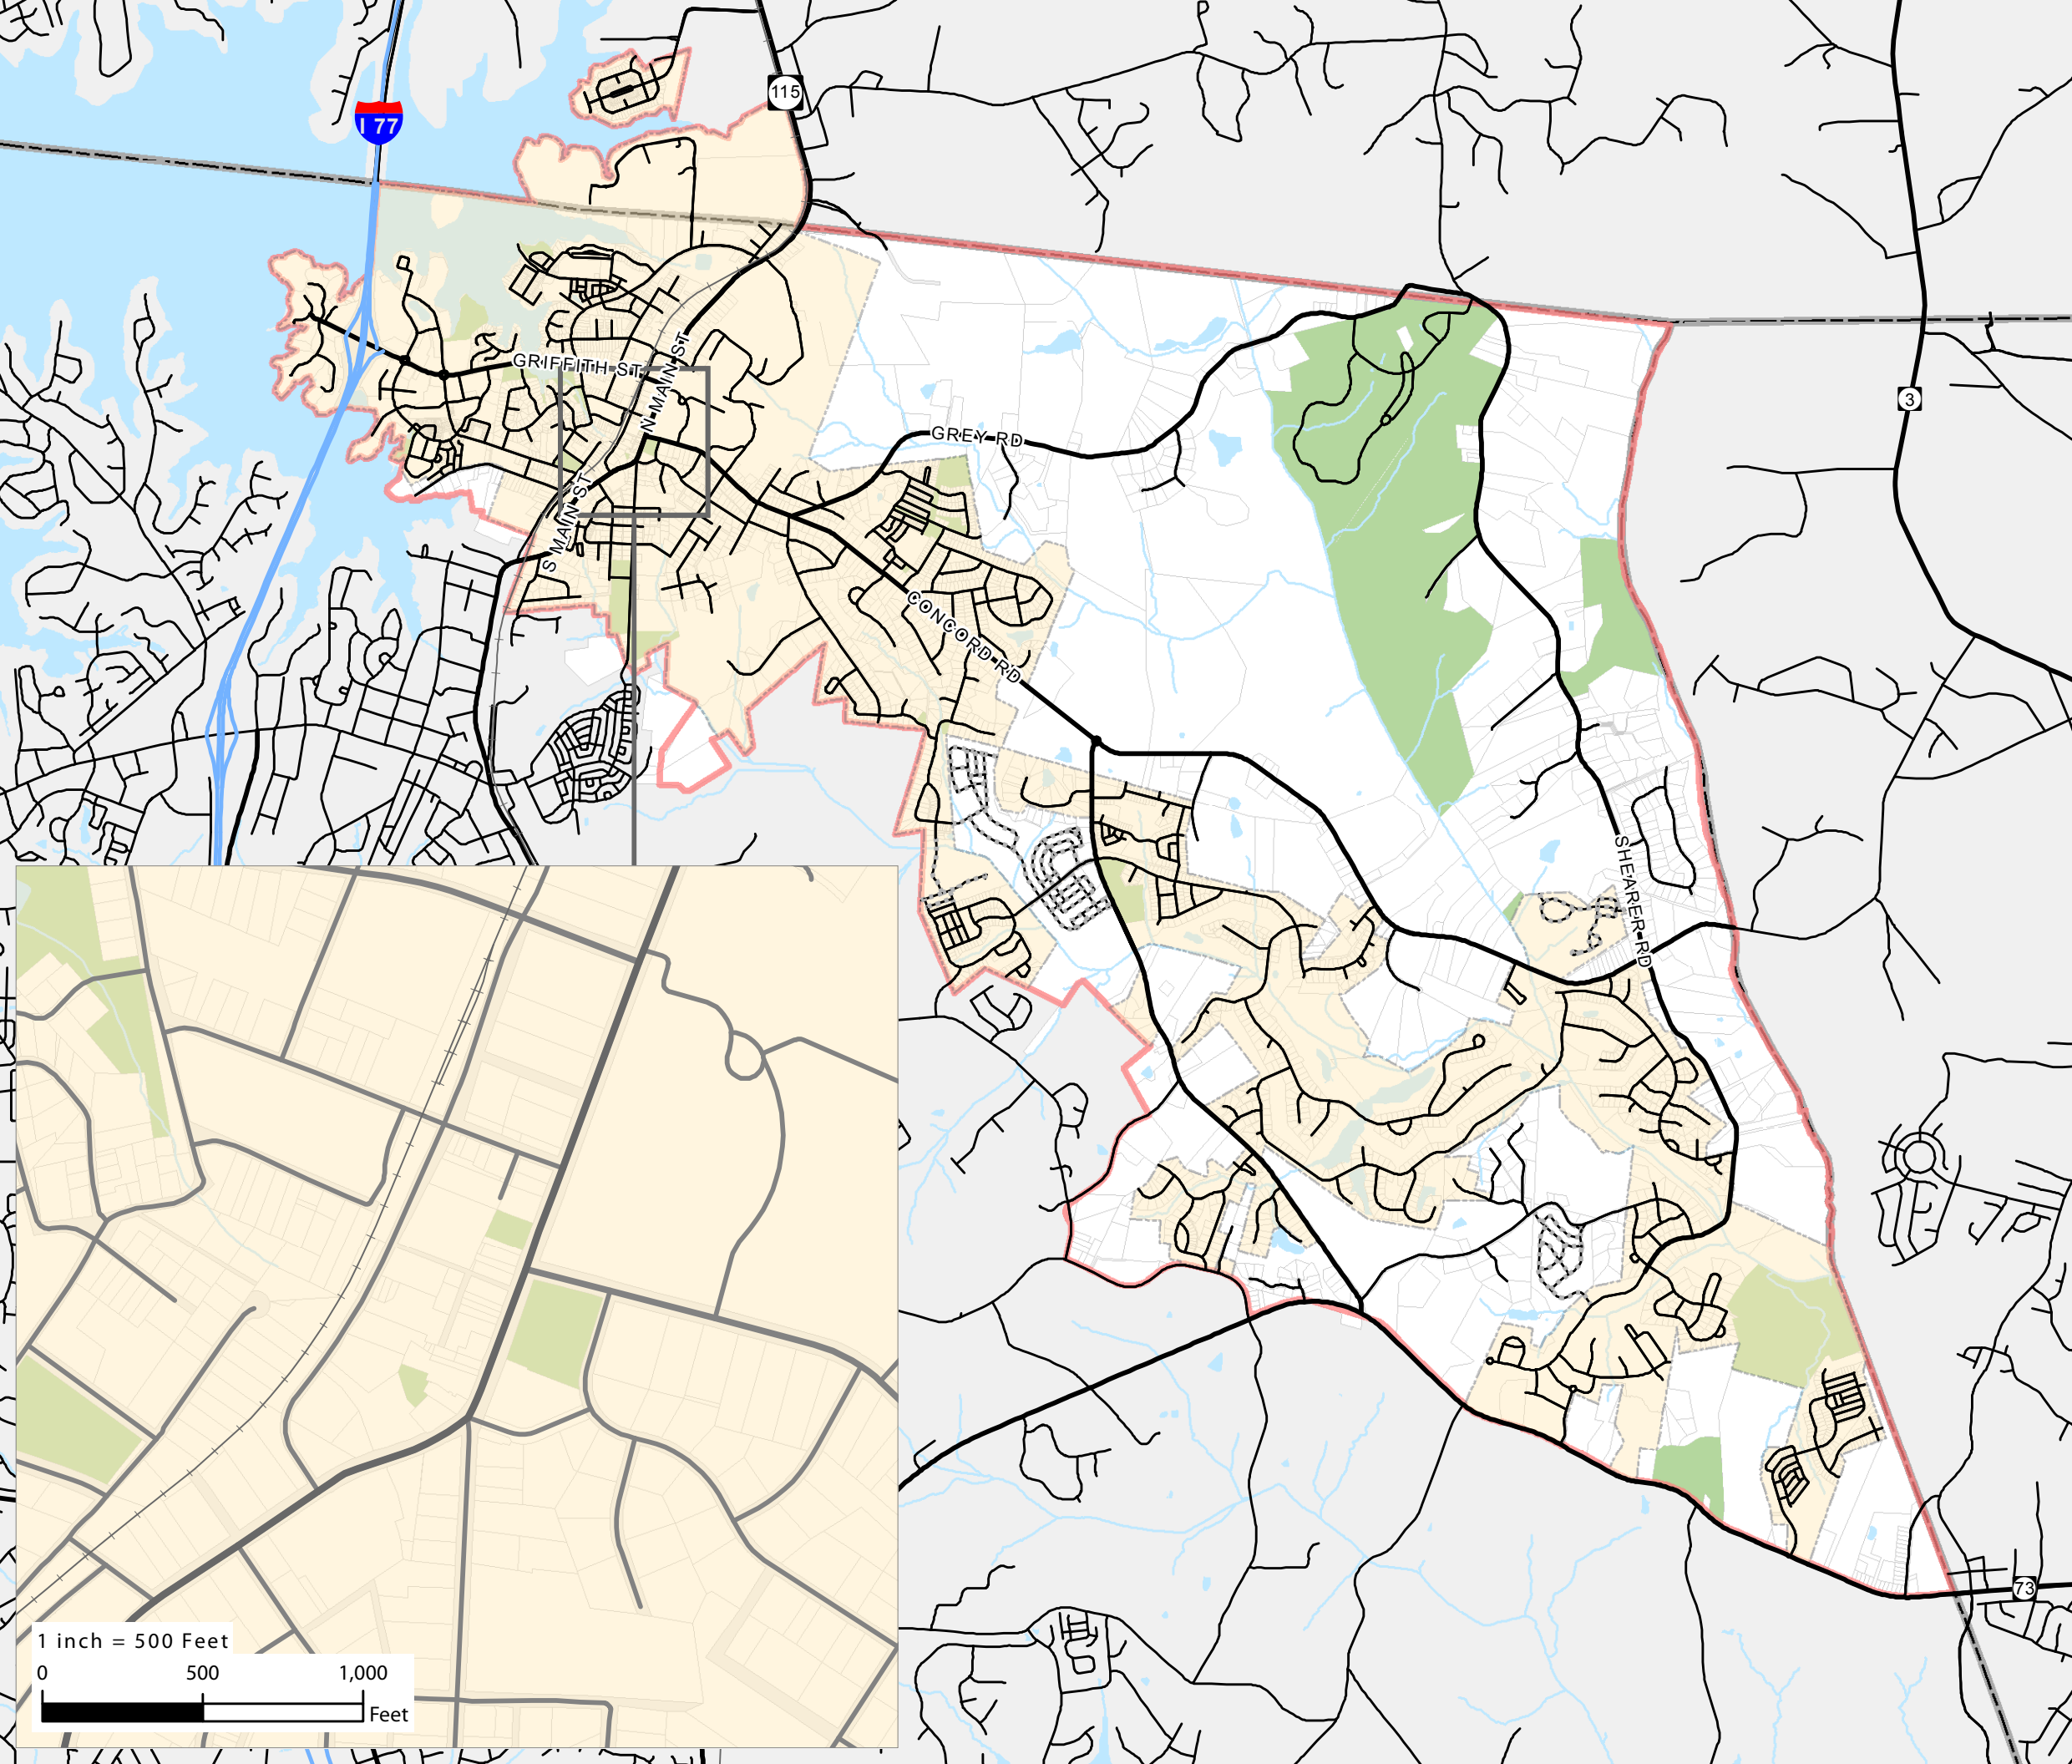 115
I 77
GRIFFITH ST
N MAIN ST
3
GREY RD
S MAIN ST
CONCORD RD
SHEARER RD
73
1 inch = 500 Feet
0 500 1,000
Feet